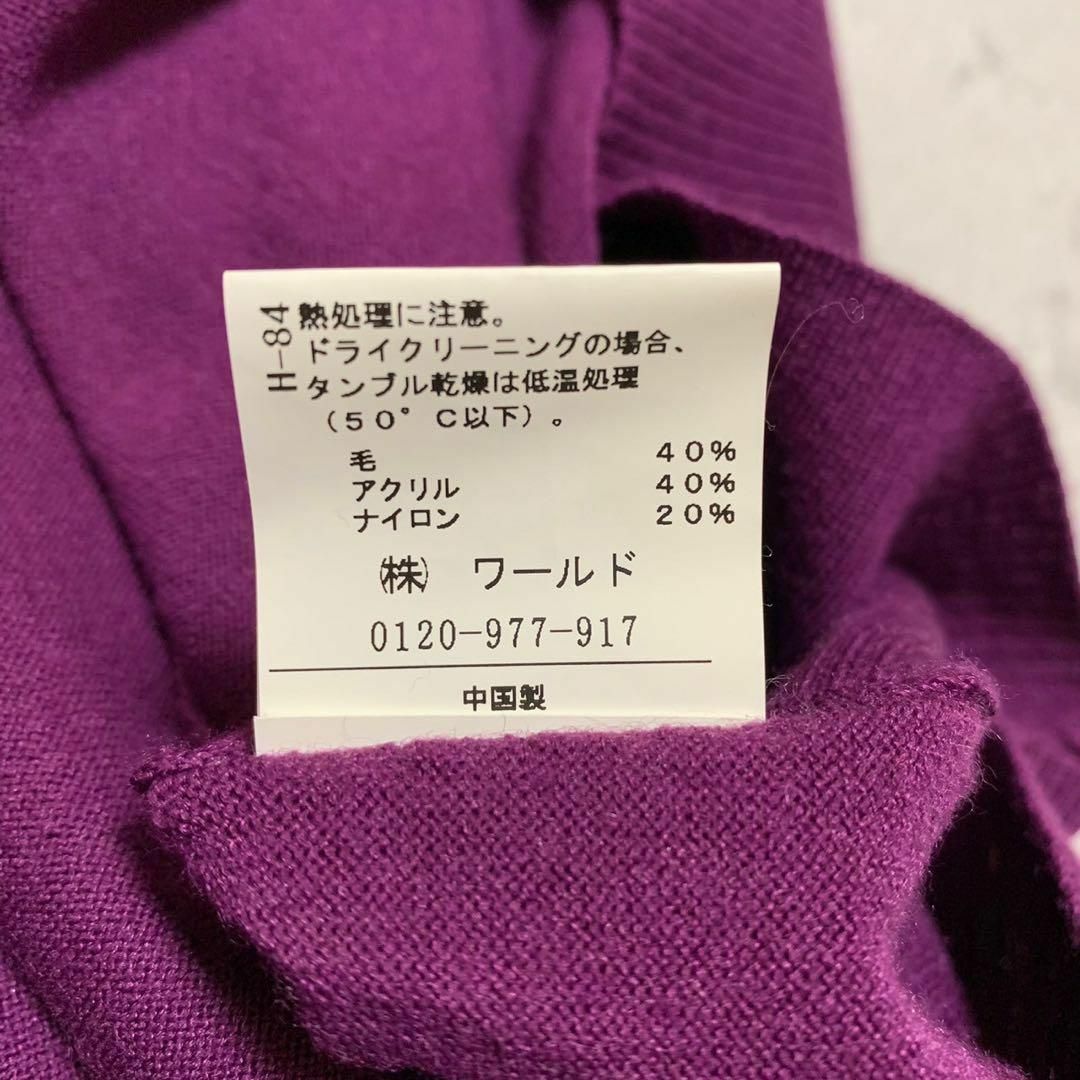 H-84
熱処理に注意。
ドライクリーニングの場合、
タンブル乾燥は低温処理
（５０°Ｃ以下）。
毛 ４０％
アクリル ４０％
ナイロン ２０％
㈱ ワールド
0120-977-917
中国製